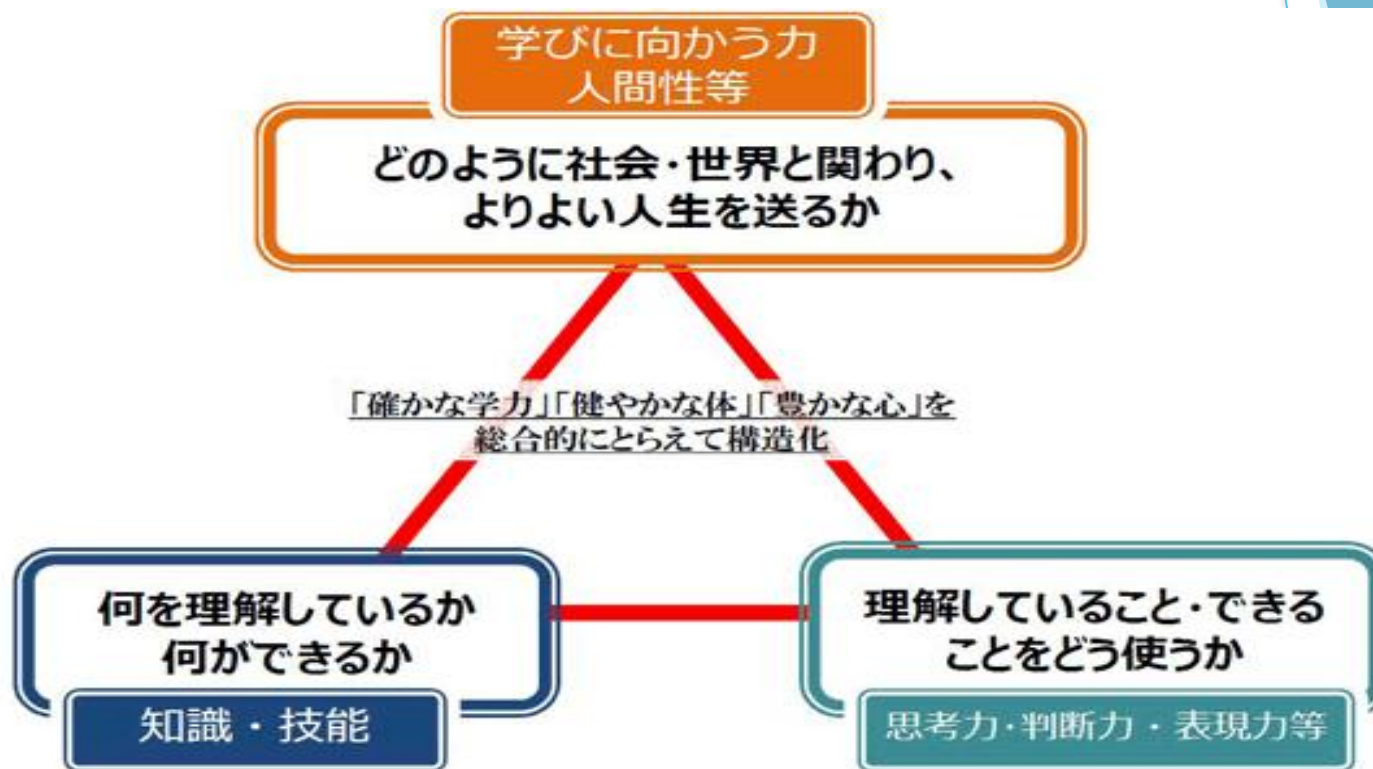 学びに向かう力
人間性等
どのように社会・世界と関わり、
よりよい人生を送るか
「確かな学力」「健やかな体」「豊かな心」を
総合的にとらえて構造化
何を理解しているか
何ができるか
知識・技能
理解していること・できる
ことをどう使うか
思考力・判断力・表現力等